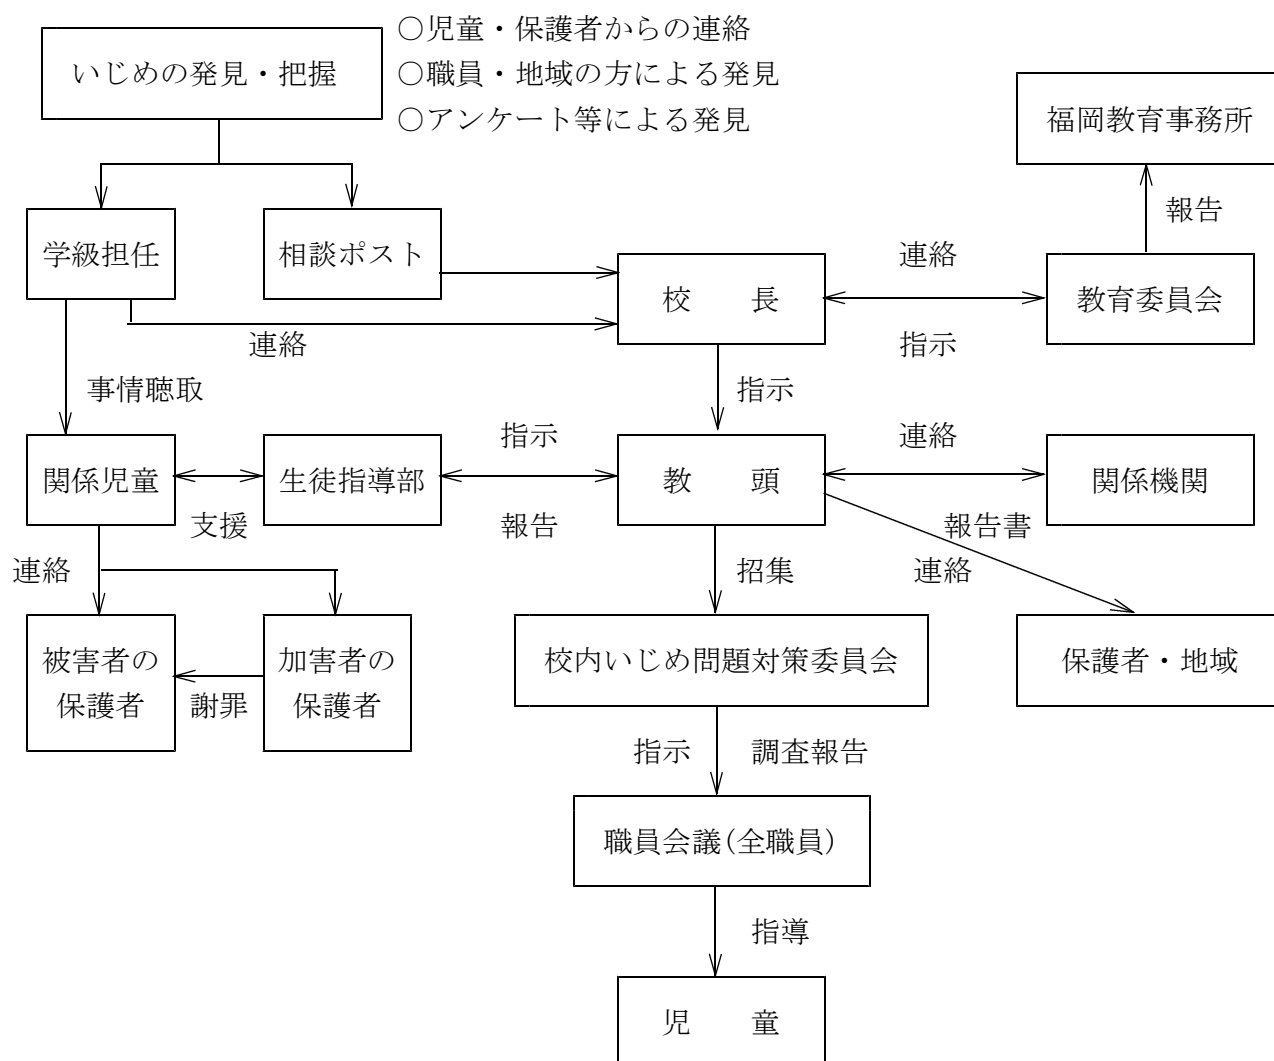 いじめの発見・把握
○児童・保護者からの連絡
○職員・地域の方による発見
○アンケート等による発見
福岡教育事務所
報告
学級担任
相談ポスト
校　　長
連絡
教育委員会
連絡
指示
事情聴取
指示
関係児童
生徒指導部
指示
教　　頭
連絡
関係機関
支援
報告
報告書
連絡
招集
連絡
被害者の
保護者
謝罪
加害者の
保護者
校内いじめ問題対策委員会
保護者・地域
指示
調査報告
職員会議(全職員)
指導
児　　童